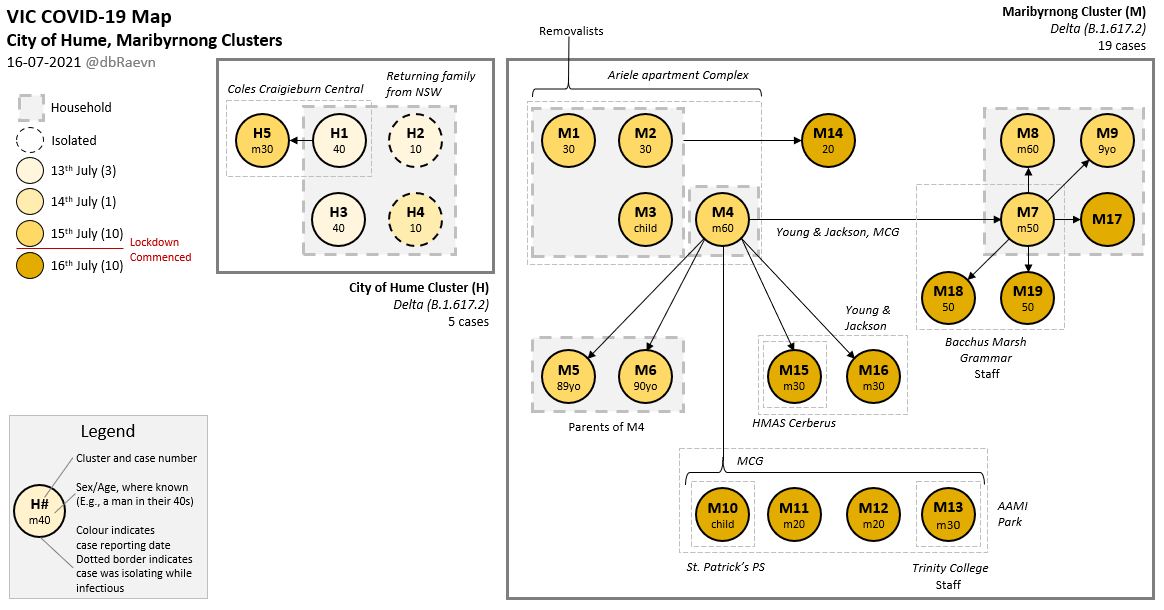 VIC COVID-19 Map
City of Hume, Maribyrnong Clusters
16-07-2021 @dbRaevn
Household
Isolated
13th July (3)
14th July (1)
15th July (10)
Lockdown
Commenced
16th July (10)
Coles Craigieburn Central
Returning family
from NSW
H5
m30
H1
40
H2
10
H3
40
H4
10
City of Hume Cluster (H)
Delta (B.1.617.2)
5 cases
Maribyrnong Cluster (M)
Delta (B.1.617.2)
19 cases
Removalists
Ariele apartment Complex
M1
30
M2
30
M14
20
M8
m60
M9
9yo
M3
child
M4
m60
Young & Jackson, MCG
M7
m50
M17
M18
50
M19
50
Bacchus Marsh
Grammar
Staff
Young &
Jackson
M5
89yo
M6
90yo
Parents of M4
M15
m30
M16
m30
HMAS Cerberus
MCG
M10
child
M11
m20
M12
m20
M13
m30
AAMI
Park
St. Patrick's PS
Trinity College
Staff
Legend
Cluster and case number
Sex/Age, where known
(E.g., a man in their 40s)
H#
m40
Colour indicates
case reporting date
Dotted border indicates
case was isolating while
infectious